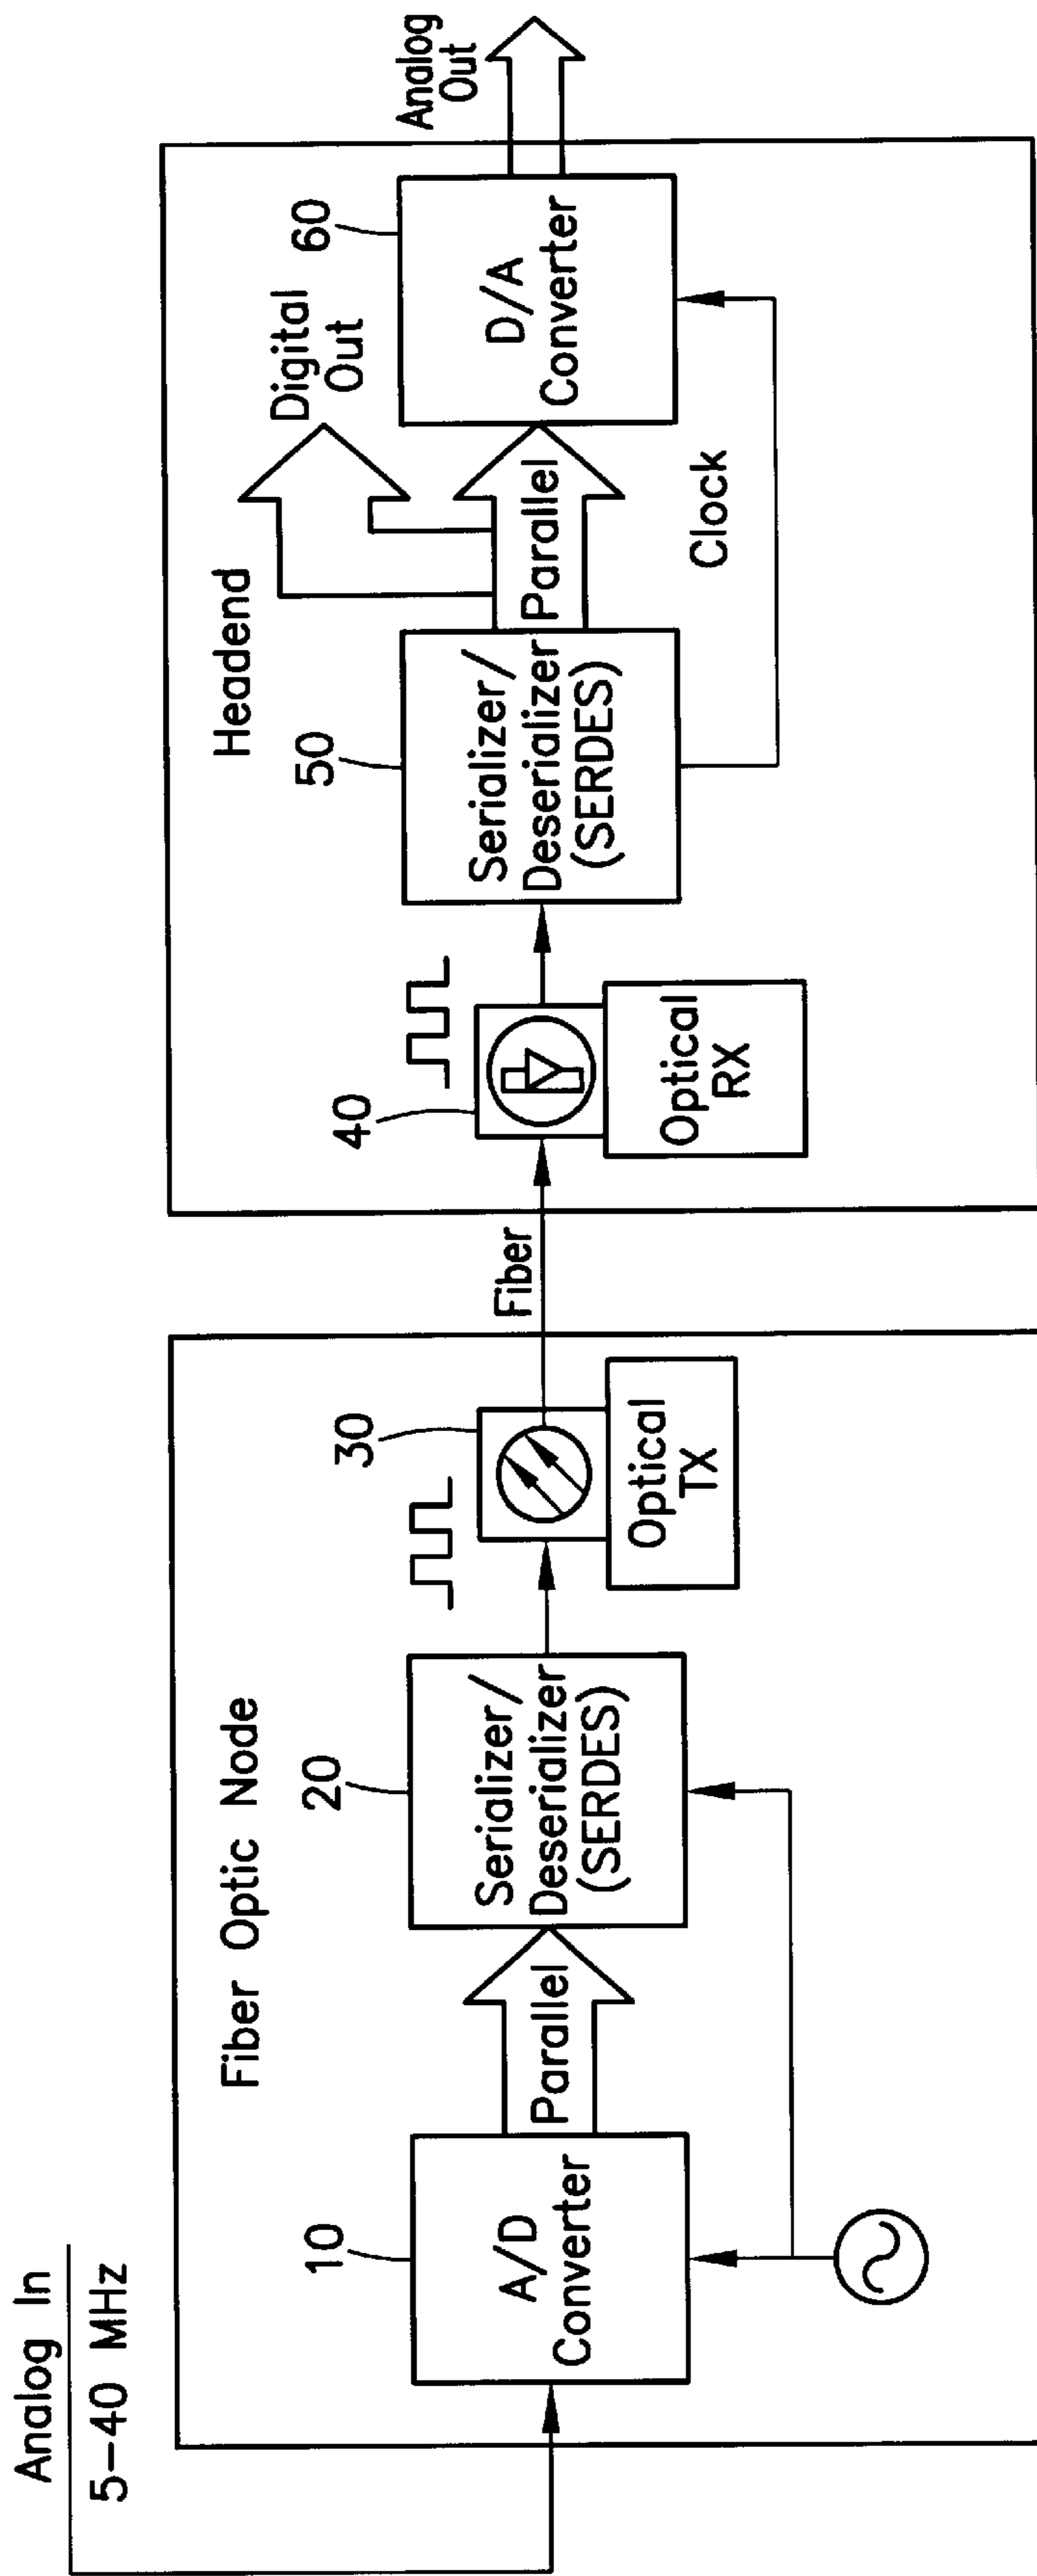 Analog In
5-40 MHz
Fiber Optic Node
10
A/D
Converter
Parallel
20
Serializer/
Deserializer
(SERDES)
30
Optical
TX
Fiber
Headend
40
Optical
RX
50
Serializer/
Deserializer
(SERDES)
Parallel
Digital
Out
Clock
60
D/A
Converter
Analog
Out